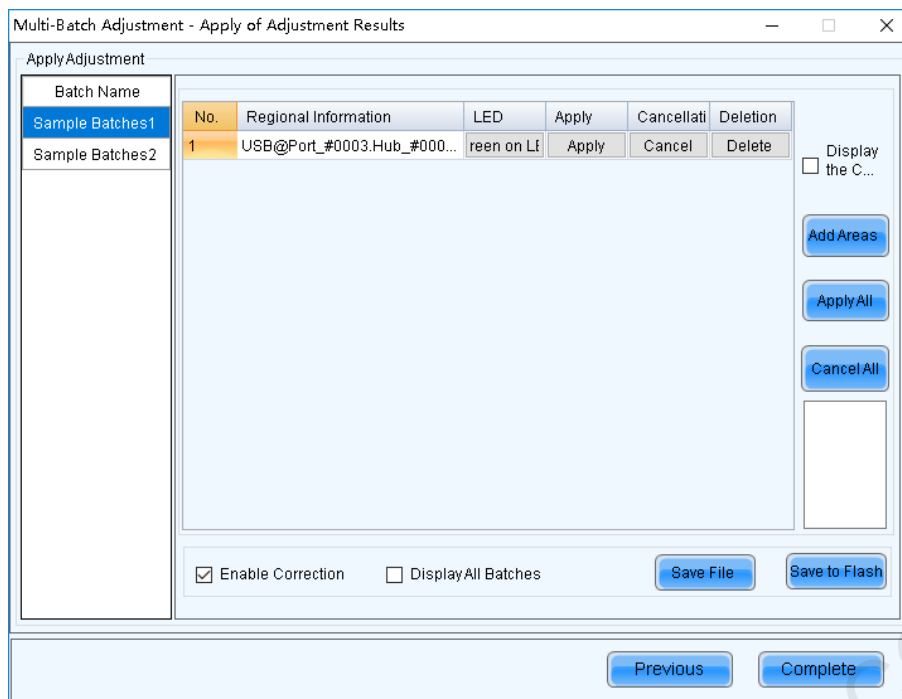 Multi-Batch Adjustment - Apply of Adjustment Results
Apply Adjustment
Batch Name
Sample Batches1
Sample Batches2
No. Regional Information LED Apply Cancellati Deletion
1 USB@Port_#0003.Hub_#000... reen on LE Apply Cancel Delete
Display
the C...
Add Areas
Apply All
Cancel All
Enable Correction Display All Batches Save File Save to Flash
Previous Complete